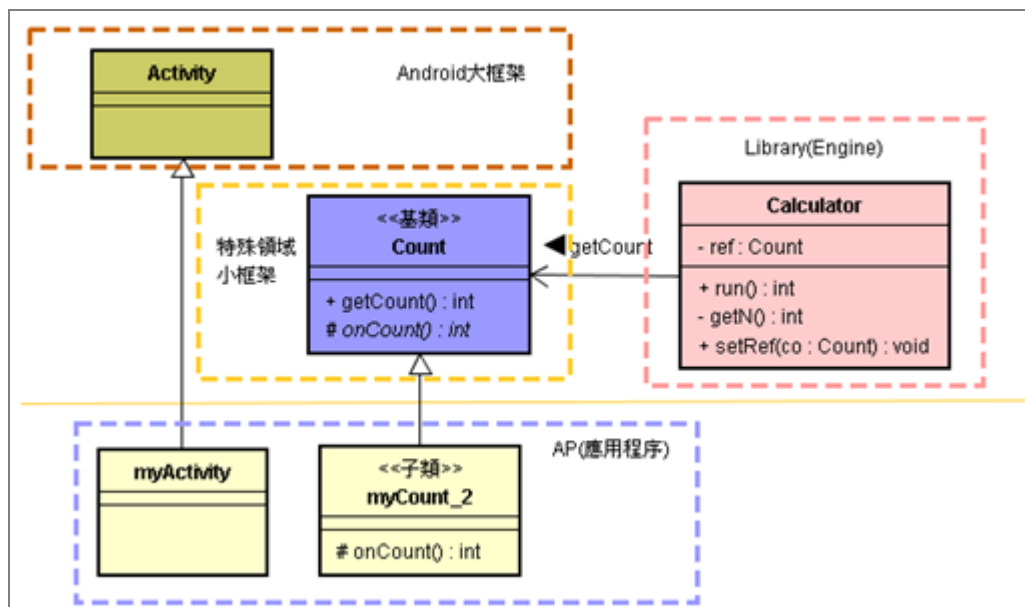 Activity
Android大框架
Library(Engine)
<<基類>>
Count
+ getCount() : int
# onCount() : int
特殊領域
小框架
getCount
Calculator
- ref : Count
+ run() : int
- getN() : int
+ setRef(co : Count) : void
AP(應用程序)
myActivity
<<子類>>
myCount_2
# onCount() : int